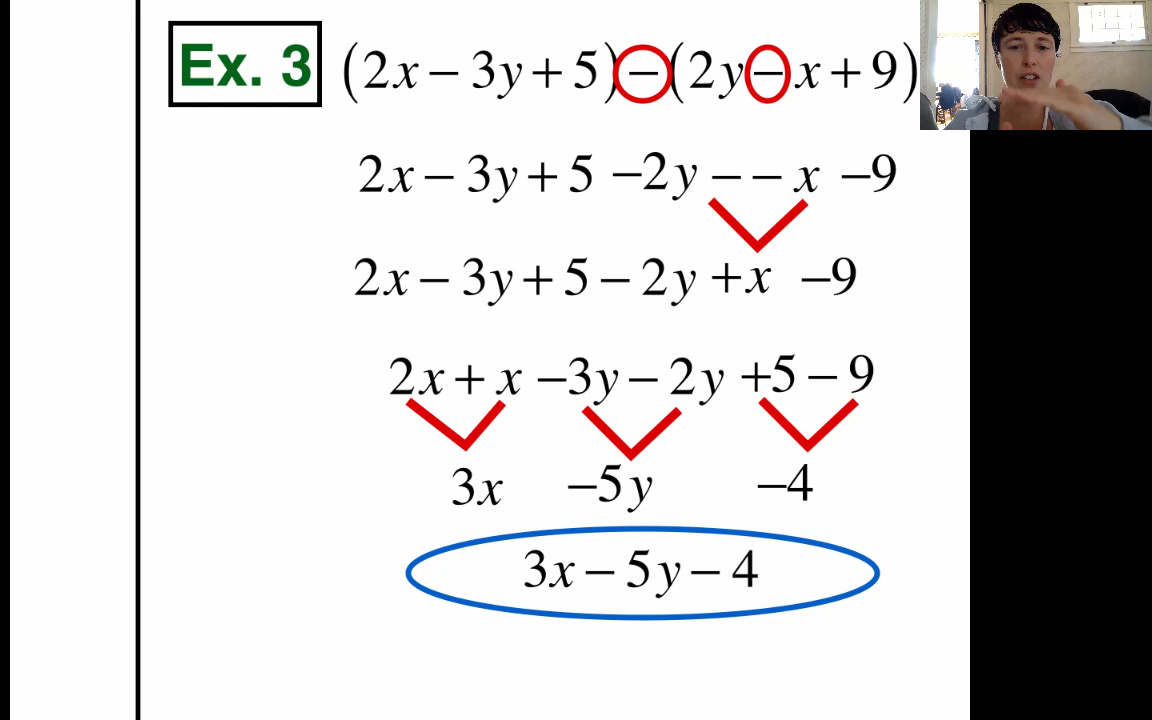 Ex. 3 (2x − 3y + 5) − (2y − x + 9)
2x − 3y + 5 −2y − − x −9
2x − 3y + 5 − 2y +x −9
2x + x −3y − 2y +5 − 9
3x −5y −4
3x − 5y − 4